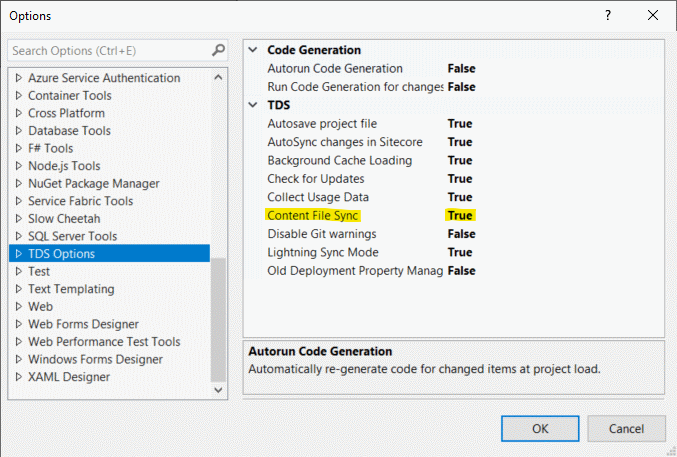 Options
? ×
Search Options (Ctrl+E)
Azure Service Authentication
Container Tools
Cross Platform
Database Tools
F# Tools
Node.js Tools
NuGet Package Manager
Service Fabric Tools
Slow Cheetah
SQL Server Tools
TDS Options
Test
Text Templating
Web
Web Forms Designer
Web Performance Test Tools
Windows Forms Designer
XAML Designer
Code Generation
Autorun Code Generation False
Run Code Generation for changes False
TDS
Autosave project file True
AutoSync changes in Sitecore True
Background Cache Loading True
Check for Updates True
Collect Usage Data True
Content File Sync True
Disable Git warnings False
Lightning Sync Mode True
Old Deployment Property Manag False
Autorun Code Generation
Automatically re-generate code for changed items at project load.
OK Cancel